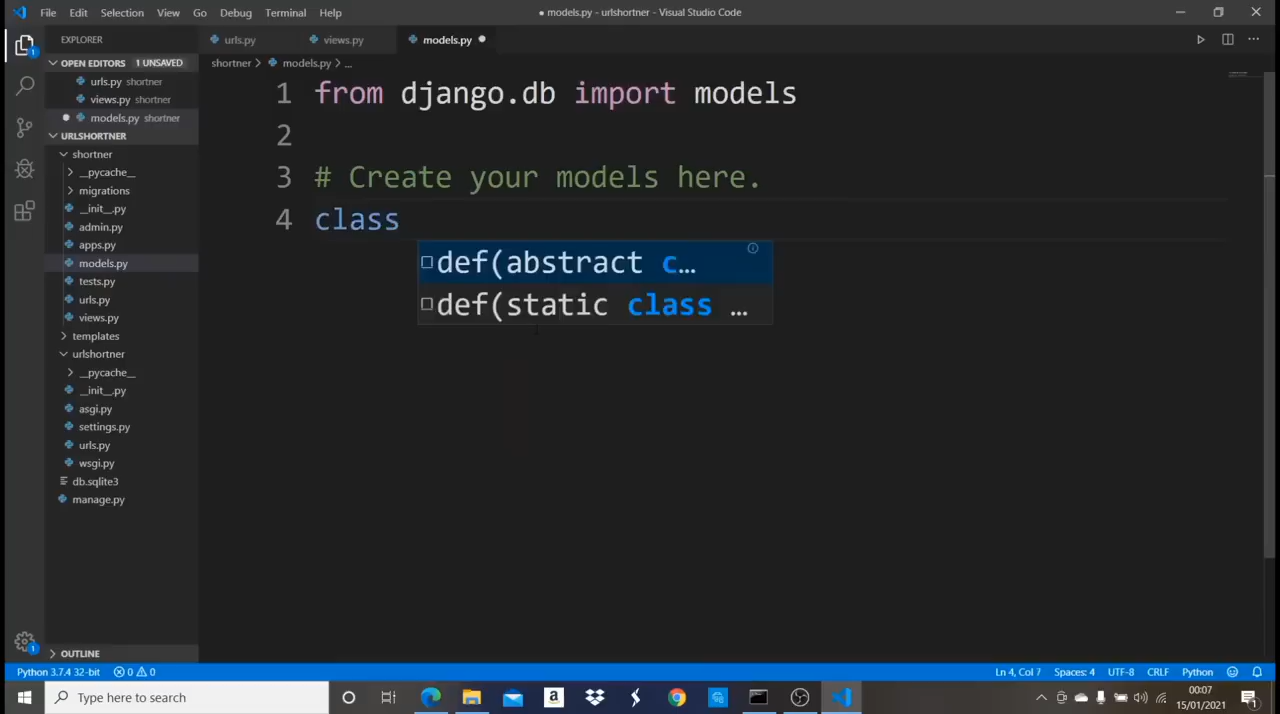 File Edit Selection View Go Debug Terminal Help
● models.py - urlshortner - Visual Studio Code
EXPLORER
urls.py
views.py
models.py
OPEN EDITORS 1 UNSAVED
shortner > models.py > ...
urls.py shortner
views.py shortner
models.py shortner
URLSHORTNER
shortner
__pycache__
migrations
__init__.py
admin.py
apps.py
models.py
tests.py
urls.py
views.py
templates
urlshortner
__pycache__
__init__.py
asgi.py
settings.py
urls.py
wsgi.py
db.sqlite3
manage.py
OUTLINE
1 from django.db import models
2
3 # Create your models here.
4 class
def(abstract c…
def(static class …
1
1
Python 3.7.4 32-bit 0 0
Ln 4, Col 7 Spaces: 4 UTF-8 CRLF Python
Type here to search
00:07
15/01/2021
1